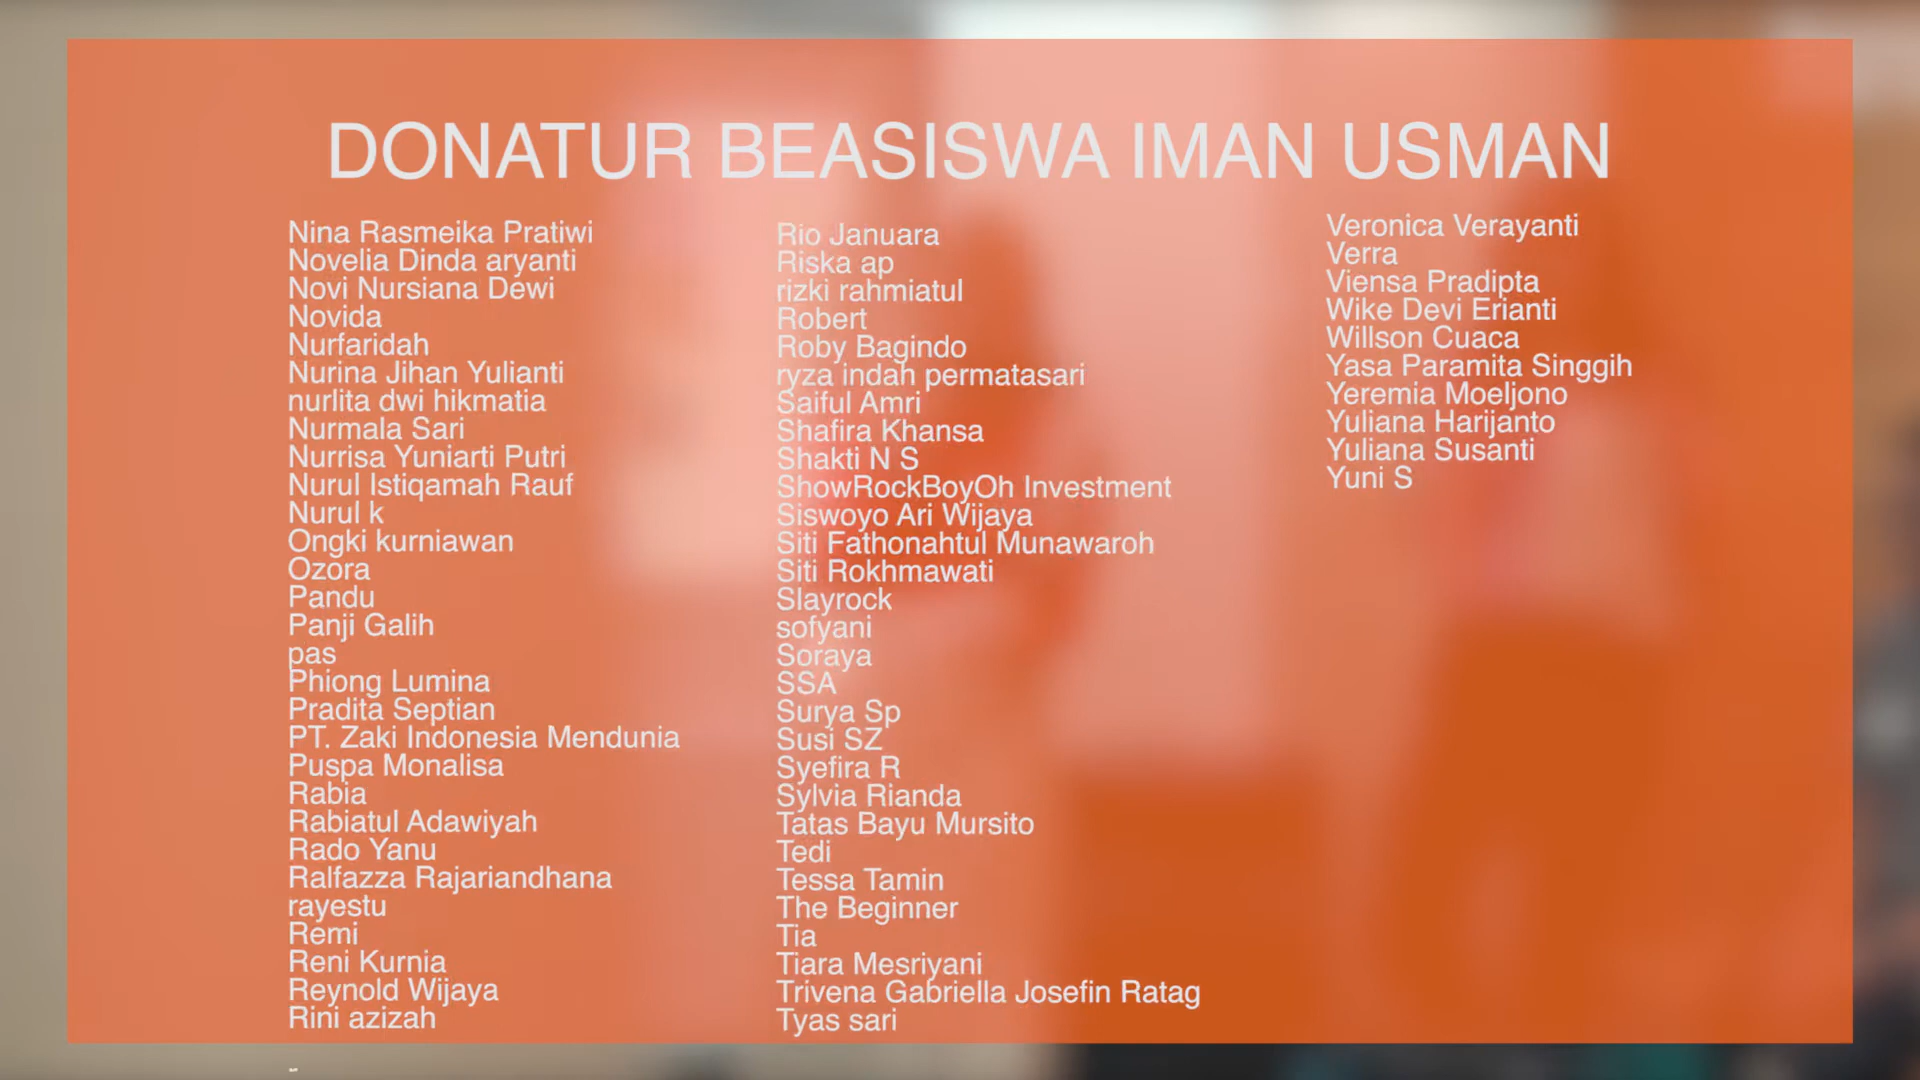 DONATUR BEASISWA IMAN USMAN
Nina Rasmeika Pratiwi
Novelia Dinda aryanti
Novi Nursiana Dewi
Novida
Nurfaridah
Nurina Jihan Yulianti
nurlita dwi hikmatia
Nurmala Sari
Nurrisa Yuniarti Putri
Nurul Istiqamah Rauf
Nurul k
Ongki kurniawan
Ozora
Pandu
Panji Galih
pas
Phiong Lumina
Pradita Septian
PT. Zaki Indonesia Mendunia
Puspa Monalisa
Rabia
Rabiatul Adawiyah
Rado Yanu
Ralfazza Rajariandhana
rayestu
Remi
Reni Kurnia
Reynold Wijaya
Rini azizah
Rio Januara
Riska ap
rizki rahmiatul
Robert
Roby Bagindo
ryza indah permatasari
Saiful Amri
Shafira Khansa
Shakti N S
ShowRockBoyOh Investment
Siswoyo Ari Wijaya
Siti Fathonahtul Munawaroh
Siti Rokhmawati
Slayrock
sofyani
Soraya
SSA
Surya Sp
Susi SZ
Syefira R
Sylvia Rianda
Tatas Bayu Mursito
Tedi
Tessa Tamin
The Beginner
Tia
Tiara Mesriyani
Trivena Gabriella Josefin Ratag
Tyas sari
Veronica Verayanti
Verra
Viensa Pradipta
Wike Devi Erianti
Willson Cuaca
Yasa Paramita Singgih
Yeremia Moeljono
Yuliana Harijanto
Yuliana Susanti
Yuni S